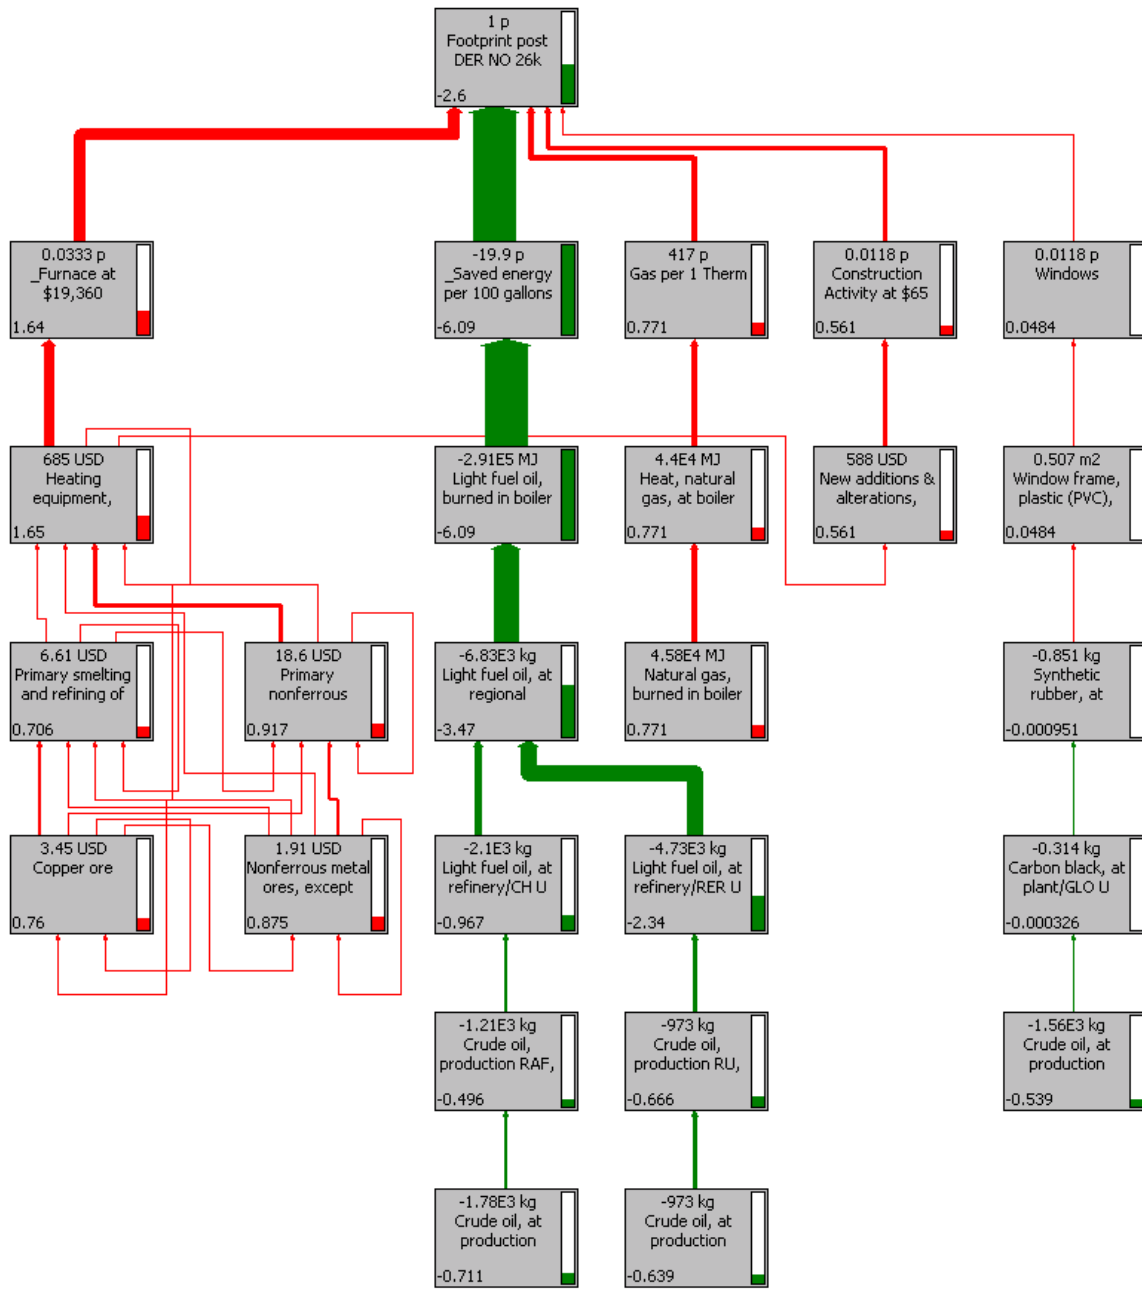 1 p
Footprint post
DER NO 26k
-2.6
0.0333 p
_Furnace at
$19,360
1.64
-19.9 p
_Saved energy
per 100 gallons
-6.09
417 p
Gas per 1 Therm
0.771
0.0118 p
Construction
Activity at $65
0.561
0.0118 p
Windows
0.0484
685 USD
Heating
equipment,
1.65
-2.91E5 MJ
Light fuel oil,
burned in boiler
-6.09
4.4E4 MJ
Heat, natural
gas, at boiler
0.771
588 USD
New additions &
alterations,
0.561
0.507 m2
Window frame,
plastic (PVC),
0.0484
6.61 USD
Primary smelting
and refining of
0.706
18.6 USD
Primary
nonferrous
0.917
-6.83E3 kg
Light fuel oil, at
regional
-3.47
4.58E4 MJ
Natural gas,
burned in boiler
0.771
-0.851 kg
Synthetic
rubber, at
-0.000951
3.45 USD
Copper ore
0.76
1.91 USD
Nonferrous metal
ores, except
0.875
-2.1E3 kg
Light fuel oil, at
refinery/CH U
-0.967
-4.73E3 kg
Light fuel oil, at
refinery/RER U
-2.34
-0.314 kg
Carbon black, at
plant/GLO U
-0.000326
-1.21E3 kg
Crude oil,
production RAF,
-0.496
-973 kg
Crude oil,
production RU,
-0.666
-1.56E3 kg
Crude oil, at
production
-0.539
-1.78E3 kg
Crude oil, at
production
-0.711
-973 kg
Crude oil, at
production
-0.639